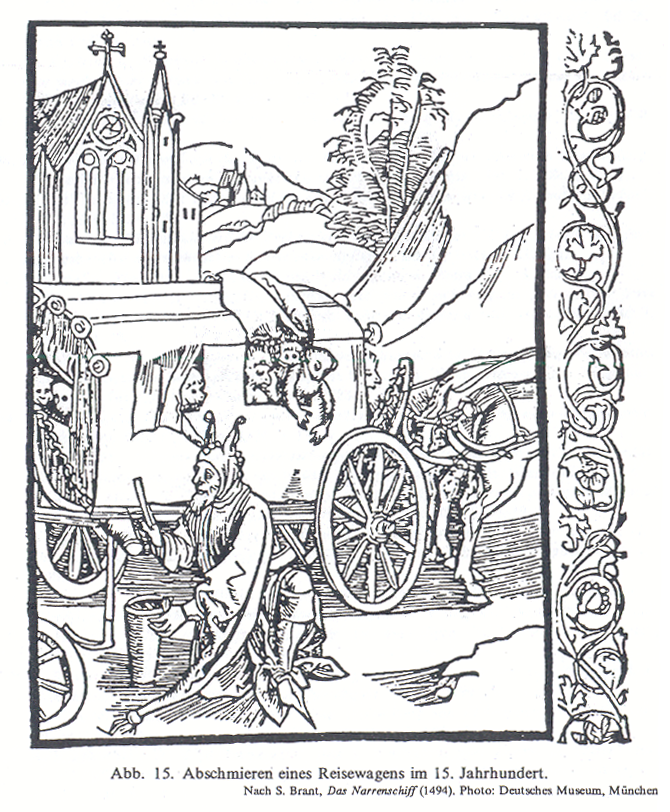 Abb. 15. Abschmieren eines Reisewagens im 15. Jahrhundert.
Nach S. Brant, Das Narrenschiff (1494). Photo: Deutsches Museum, München